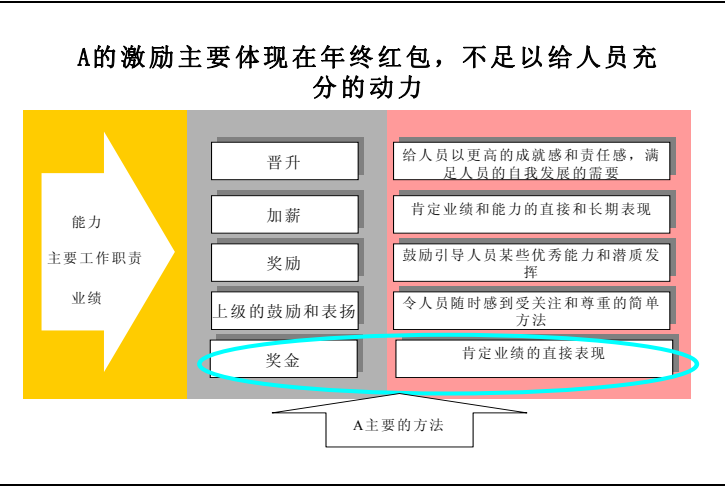 A的激励主要体现在年终红包，不足以给人员充
分的动力
能力
主要工作职责
业绩
晋升
给人员以更高的成就感和责任感，满
足人员的自我发展的需要
加薪
肯定业绩和能力的直接和长期表现
奖励
鼓励引导人员某些优秀能力和潜质发
挥
上级的鼓励和表扬
令人员随时感到受关注和尊重的简单
方法
奖金
肯定业绩的直接表现
A主要的方法